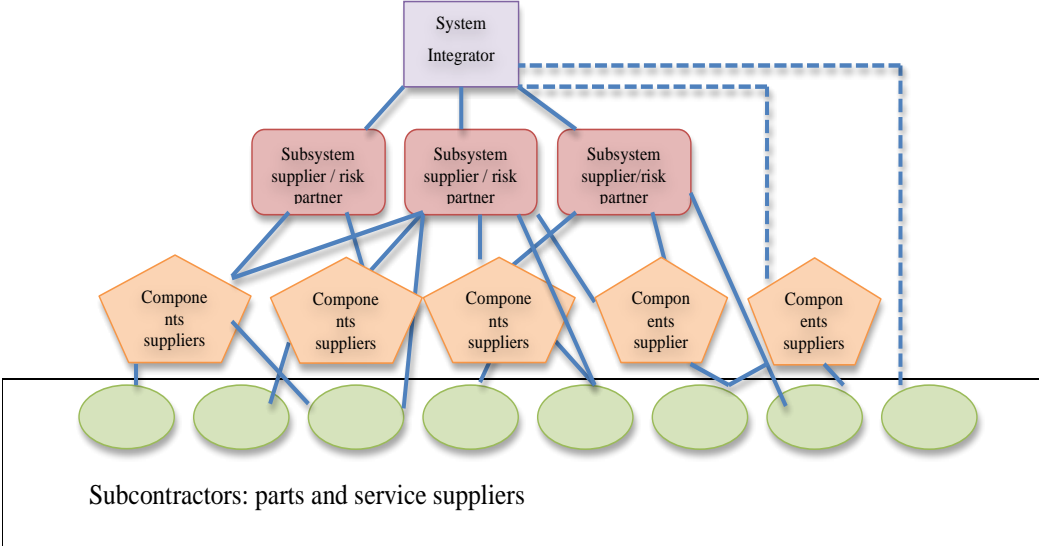 System
Integrator
Subsystem
supplier / risk
partner
Subsystem
supplier / risk
partner
Subsystem
supplier/risk
partner
Compone
nts
suppliers
Compone
nts
suppliers
Compone
nts
suppliers
Compon
ents
supplier
Compon
ents
suppliers
Subcontractors: parts and service suppliers